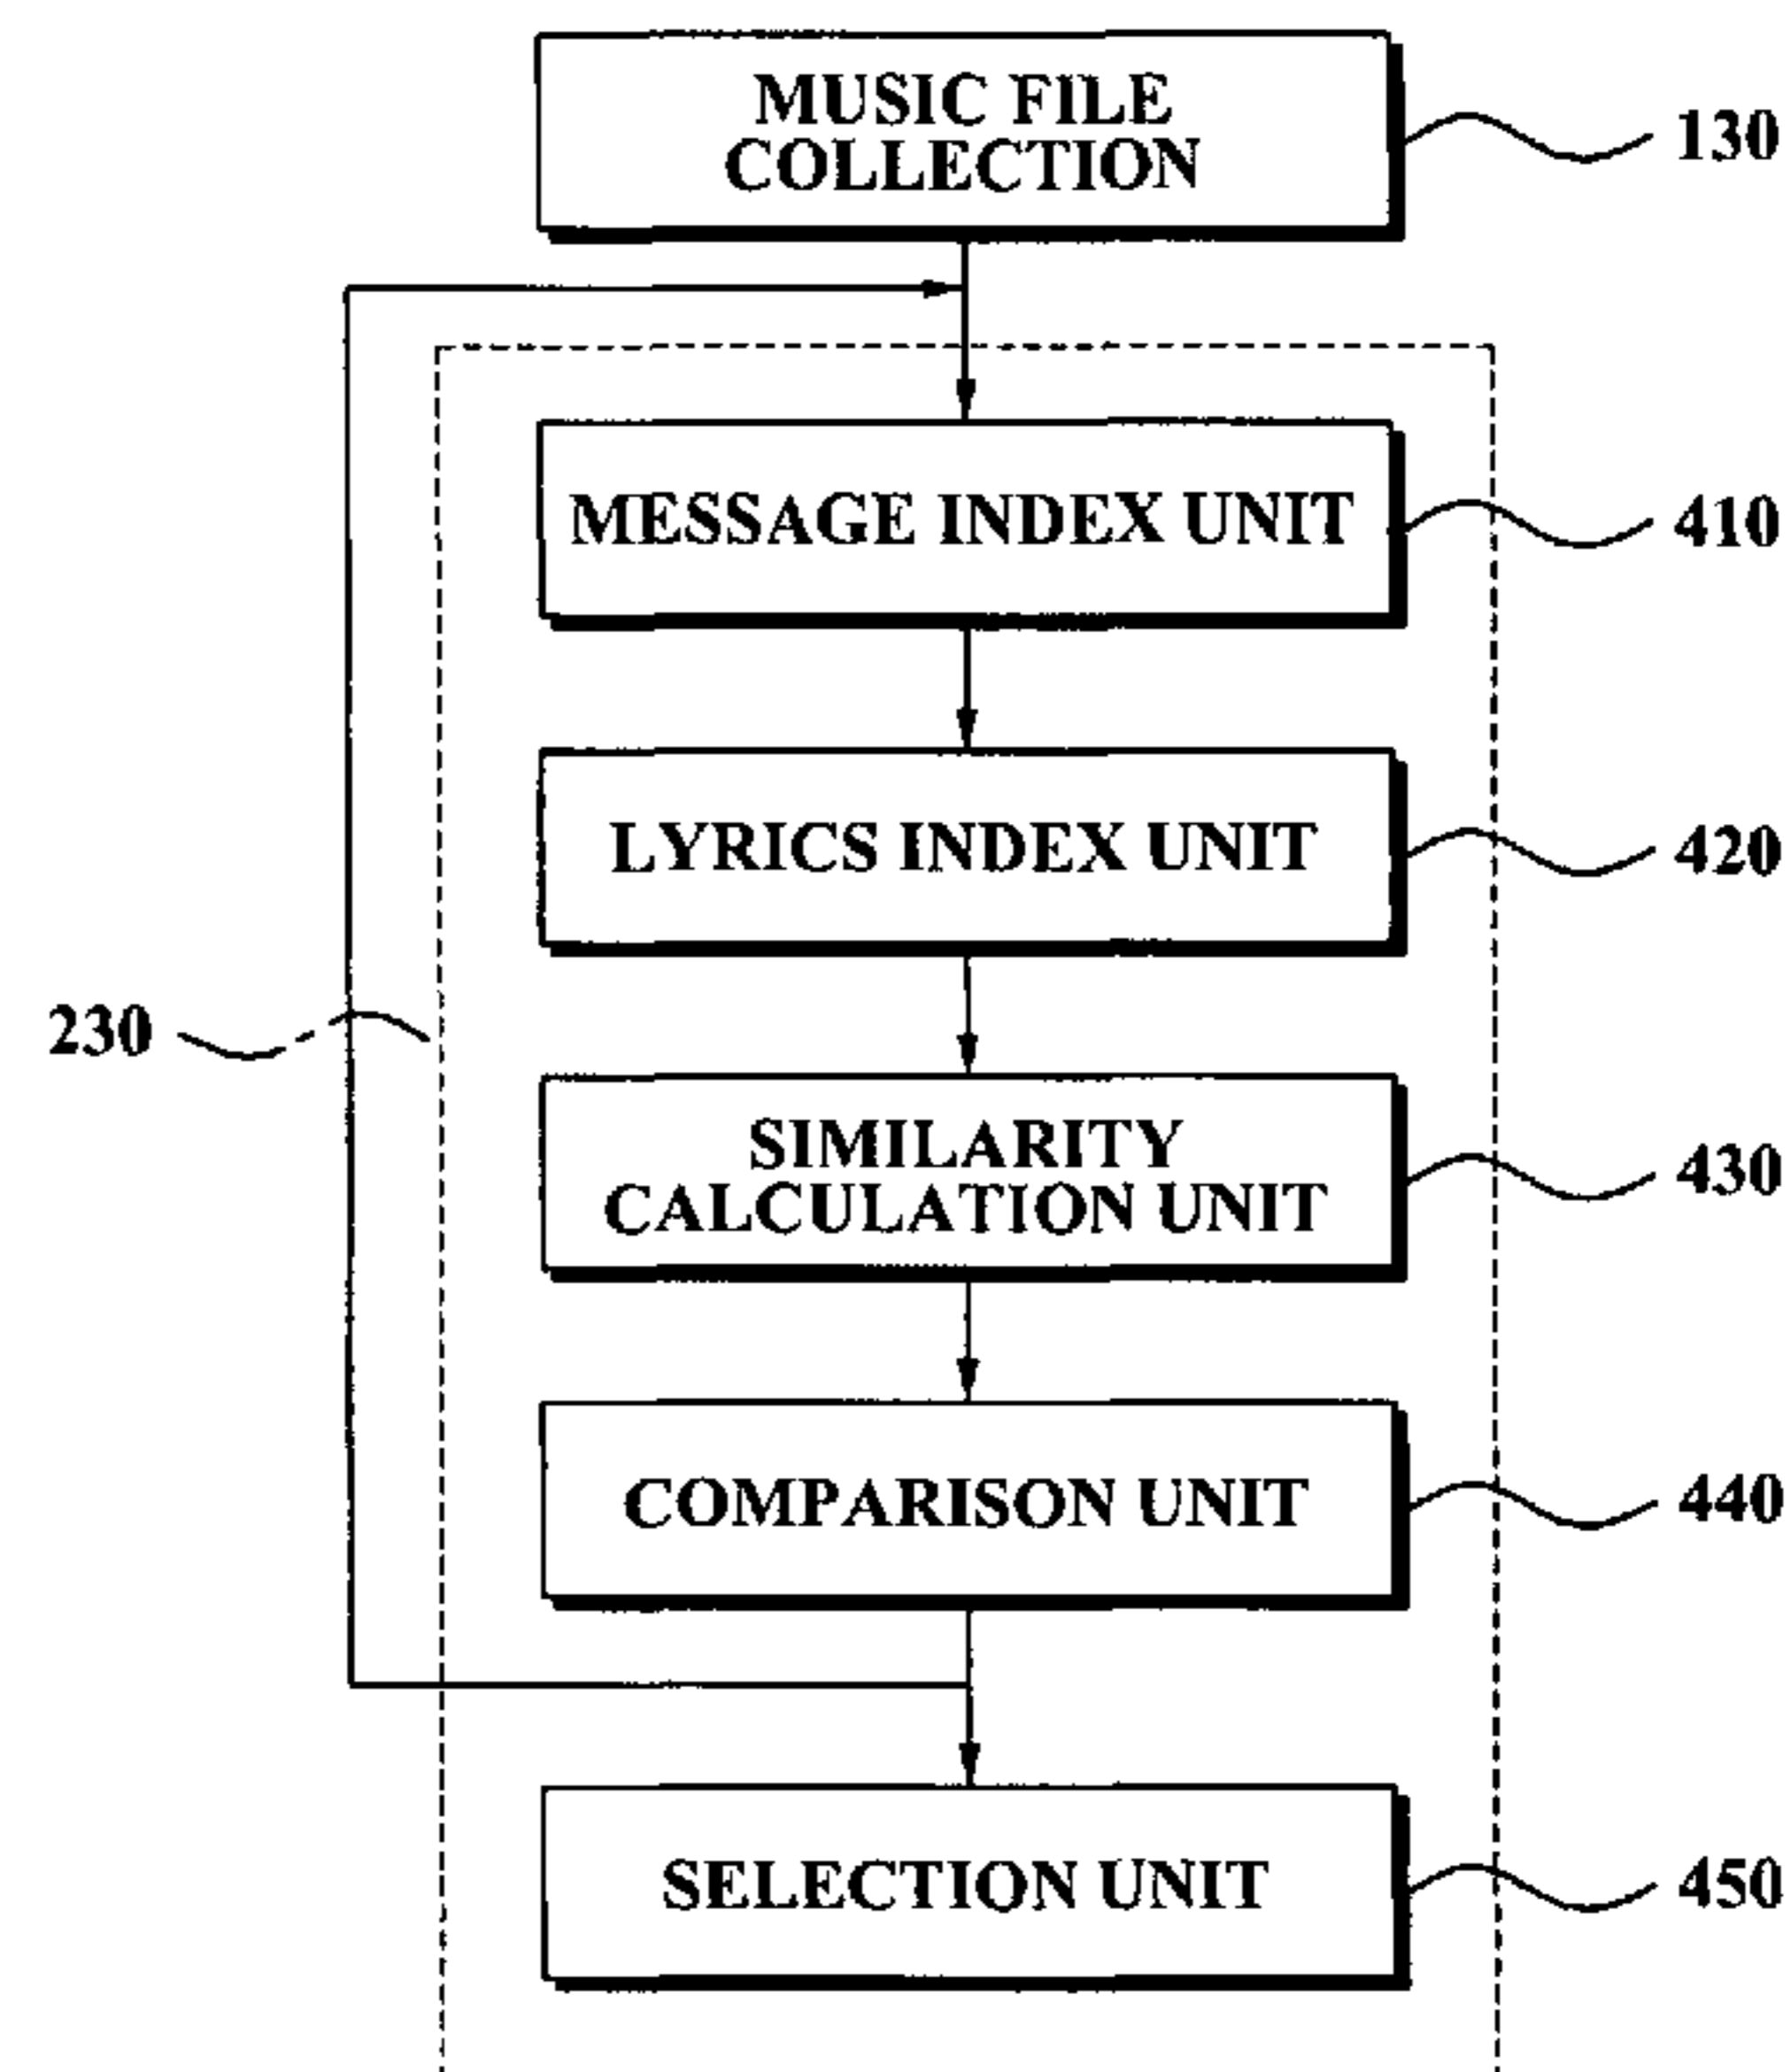 MUSIC FILE
COLLECTION
130
MESSAGE INDEX UNIT
410
LYRICS INDEX UNIT
420
230
SIMILARITY
CALCULATION UNIT
430
COMPARISON UNIT
440
SELECTION UNIT
450